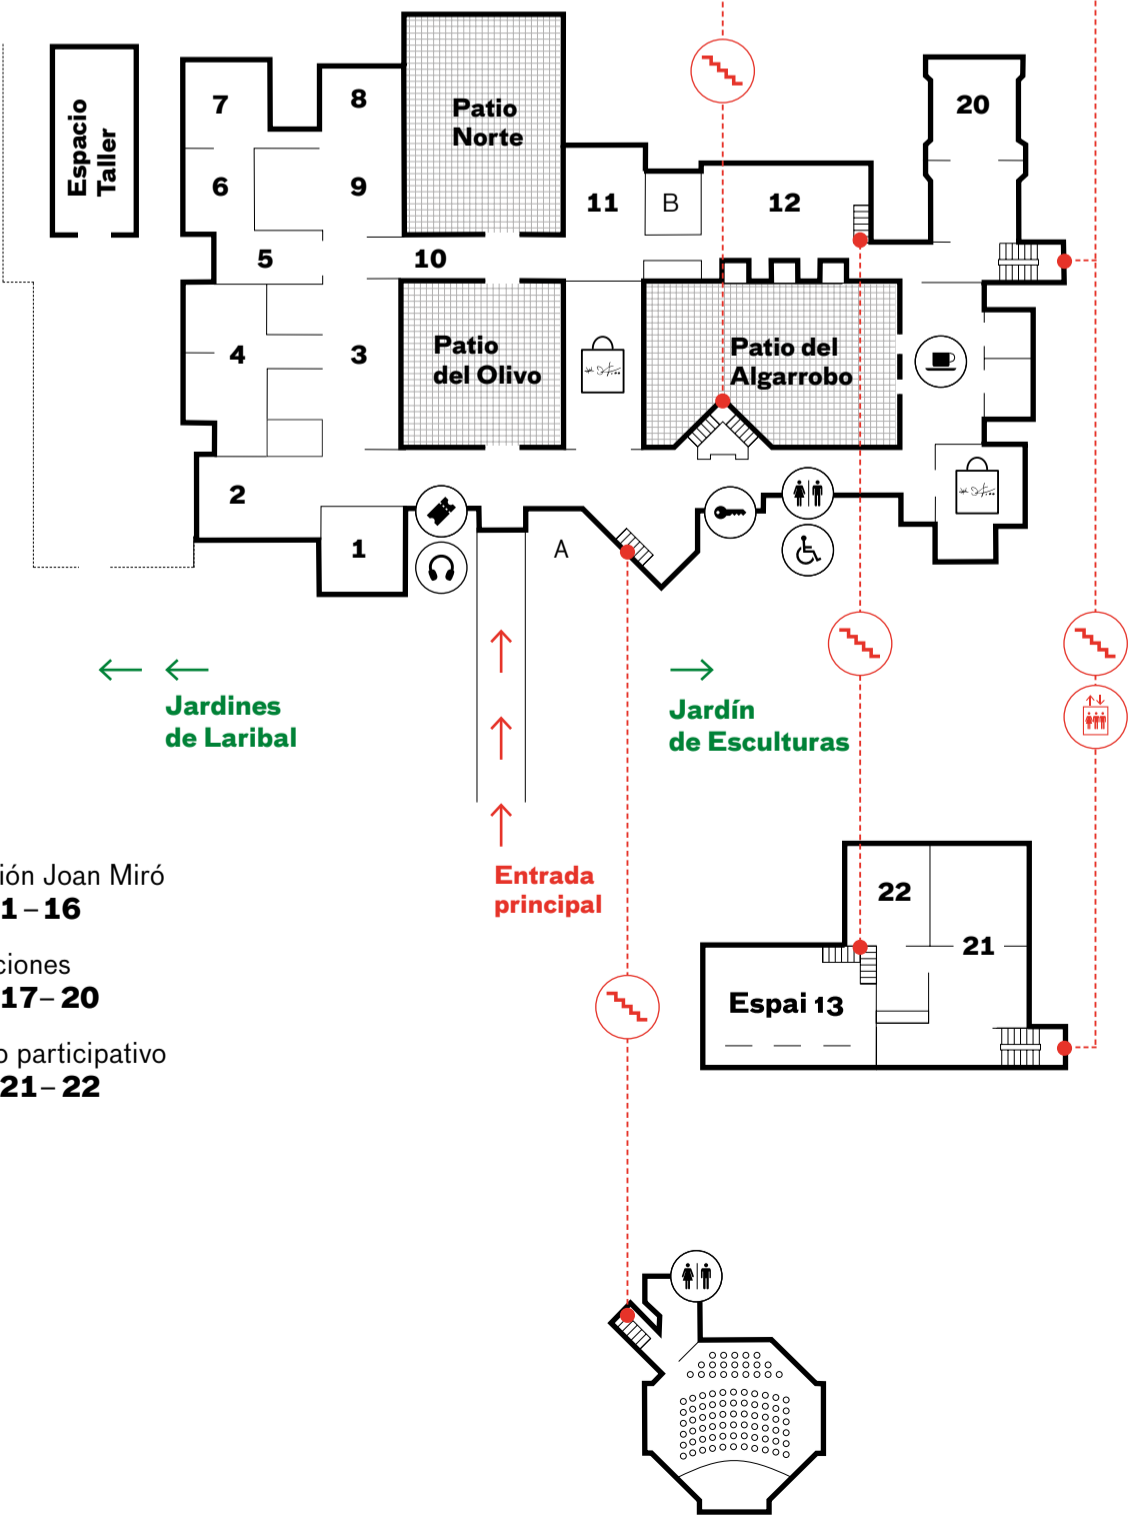 Espacio
Taller
7
8
Patio
Norte
20
6
9
11
B
12
5
10
4
3
Patio
del Olivo
Patio del
Algarrobo
2
1
A
Jardines
de Laribal
Jardín
de Esculturas
Entrada
principal
ión Joan Miró
1 – 16
ciones
17 – 20
o participativo
21 – 22
22
21
Espai 13